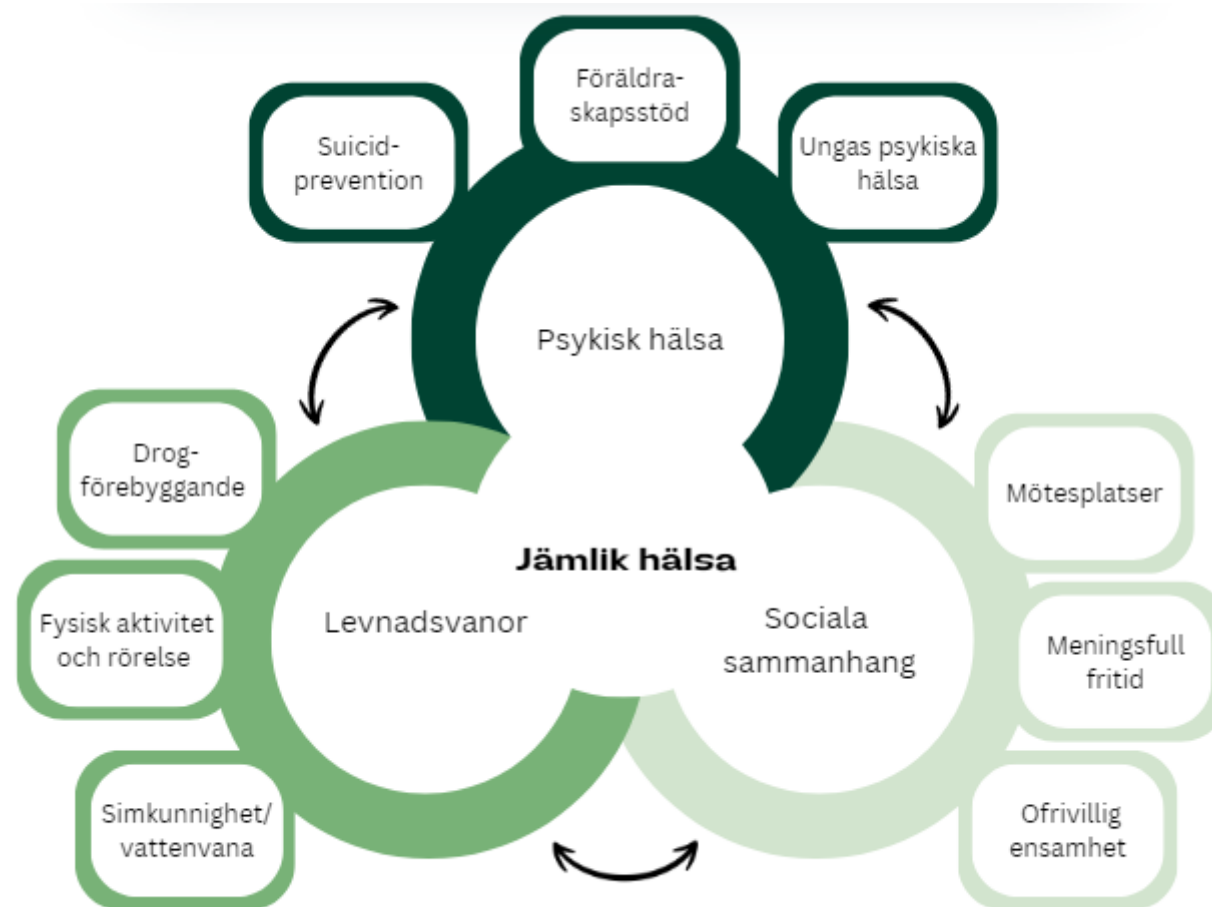 Föräldra-
skapsstöd
Suicid-
prevention
Ungas psykiska
hälsa
Psykisk hälsa
Drog-
förebyggande
Mötesplatser
Jämlik hälsa
Fysisk aktivitet
och rörelse
Levnadsvanor
Sociala
sammanhang
Meningsfull
fritid
Simkunnighet/
vattenvana
Ofrivillig
ensamhet